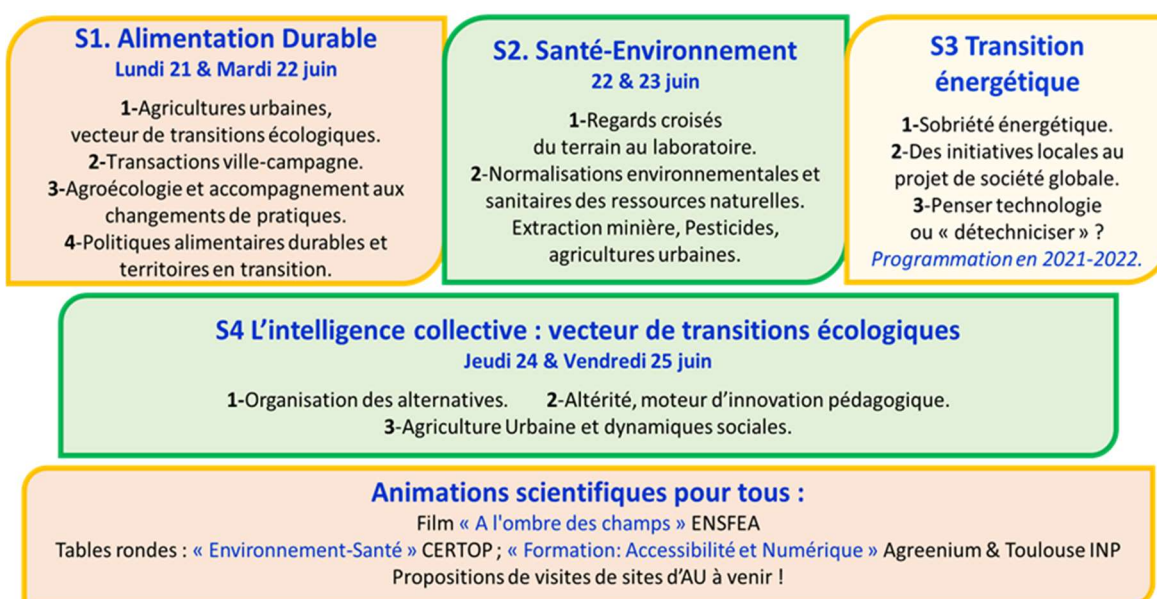 S1. Alimentation Durable
Lundi 21 & Mardi 22 juin
1-Agricultures urbaines,
vecteur de transitions écologiques.
2-Transactions ville-campagne.
3-Agroécologie et accompagnement aux
changements de pratiques.
4-Politiques alimentaires durables et
territoires en transition.
S2. Santé-Environnement
22 & 23 juin
1-Regards croisés
du terrain au laboratoire.
2-Normalisations environnementales et
sanitaires des ressources naturelles.
Extraction minière, Pesticides,
agricultures urbaines.
S3 Transition
énergétique
1-Sobriété énergétique.
2-Des initiatives locales au
projet de société globale.
3-Penser technologie
ou « détechniciser » ?
Programmation en 2021-2022.
S4 L’intelligence collective : vecteur de transitions écologiques
Jeudi 24 & Vendredi 25 juin
1-Organisation des alternatives. 2-Altérité, moteur d’innovation pédagogique.
3-Agriculture Urbaine et dynamiques sociales.
Animations scientifiques pour tous :
Film « A l'ombre des champs » ENSFEA
Tables rondes : « Environnement-Santé » CERTOP ; « Formation: Accessibilité et Numérique » Agreenium & Toulouse INP
Propositions de visites de sites d’AU à venir !